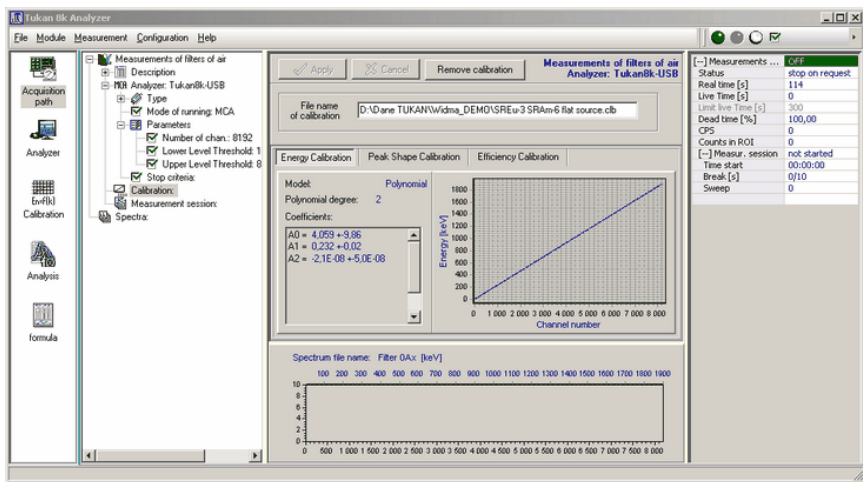 Tukan 8k Analyzer
File Module Measurement Configuration Help
Acquisition path
Analyzer
E=f(k) Calibration
Analysis
formula
Measurements of filters of air
Description
MCA Analyzer: Tukan8k-USB
Type
Mode of running: MCA
Parameters
Number of chan.: 8192
Lower Level Threshold: 1
Upper Level Threshold: 8
Stop criteria:
Calibration:
Measurement session:
Spectra:
Apply Cancel Remove calibration
Measurements of filters of air
Analyzer: Tukan8k-USB
File name of calibration D:\Dane TUKAN\Widma_DEMO\SREu-3 SRAm-6 flat source.clb
Energy Calibration Peak Shape Calibration Efficiency Calibration
Model: Polynomial
Polynomial degree: 2
Coefficients:
A0 = 4,059 +-9,86
A1 = 0,232 +-0,02
A2 = -2,1E-08 +-5,0E-08
Energy [keV]
1800
1600
1400
1200
1000
800
600
400
200
0
0 1 000 2 000 3 000 4 000 5 000 6 000 7 000 8 000
Channel number
Spectrum file name: Filter 0Ax [keV]
100 200 300 400 500 600 700 800 900 1000 1100 1200 1300 1400 1500 1600 1700 1800 1900
10
8
6
4
2
0
0 500 1 000 1 500 2 000 2 500 3 000 3 500 4 000 4 500 5 000 5 500 6 000 6 500 7 000 7 500 8 000
[--] Measurements ... OFF
Status stop on request
Real time [s] 114
Live Time [s] 0
Limit live Time [s] 300
Dead time [%] 100,00
CPS 0
Counts in ROI 0
[--] Measur. session not started
Time start 00:00:00
Break [s] 0/10
Sweep 0